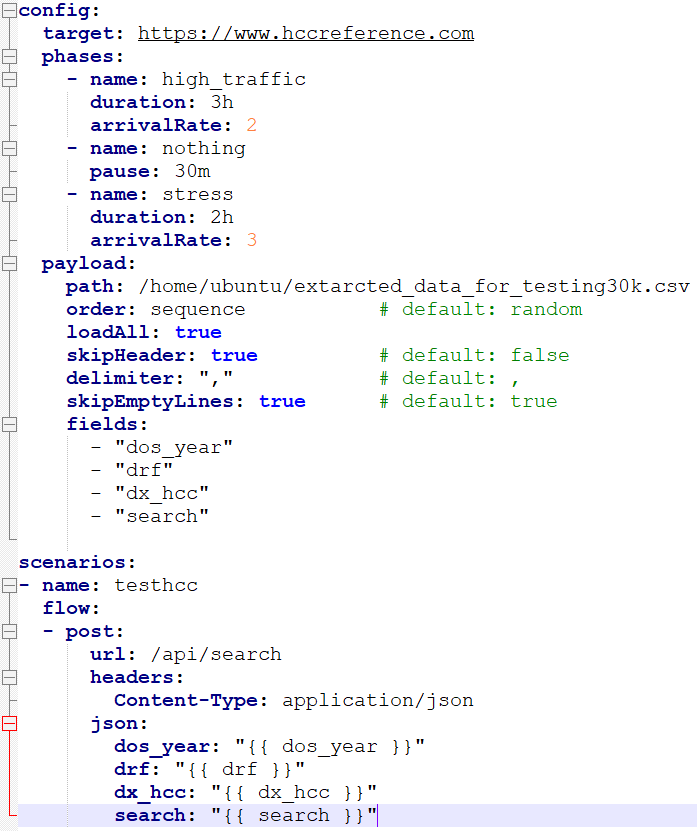 config:
  target: https://www.hccreference.com
  phases:
    - name: high_traffic
      duration: 3h
      arrivalRate: 2
    - name: nothing
      pause: 30m
    - name: stress
      duration: 2h
      arrivalRate: 3
  payload:
    path: /home/ubuntu/extarcted_data_for_testing30k.csv
    order: sequence           # default: random
    loadAll: true
    skipHeader: true          # default: false
    delimiter: ","            # default: ,
    skipEmptyLines: true      # default: true
    fields:
      - "dos_year"
      - "drf"
      - "dx_hcc"
      - "search"
scenarios:
- name: testhcc
  flow:
  - post:
      url: /api/search
      headers:
        Content-Type: application/json
      json:
        dos_year: "{{ dos_year }}"
        drf: "{{ drf }}"
        dx_hcc: "{{ dx_hcc }}"
        search: "{{ search }}"